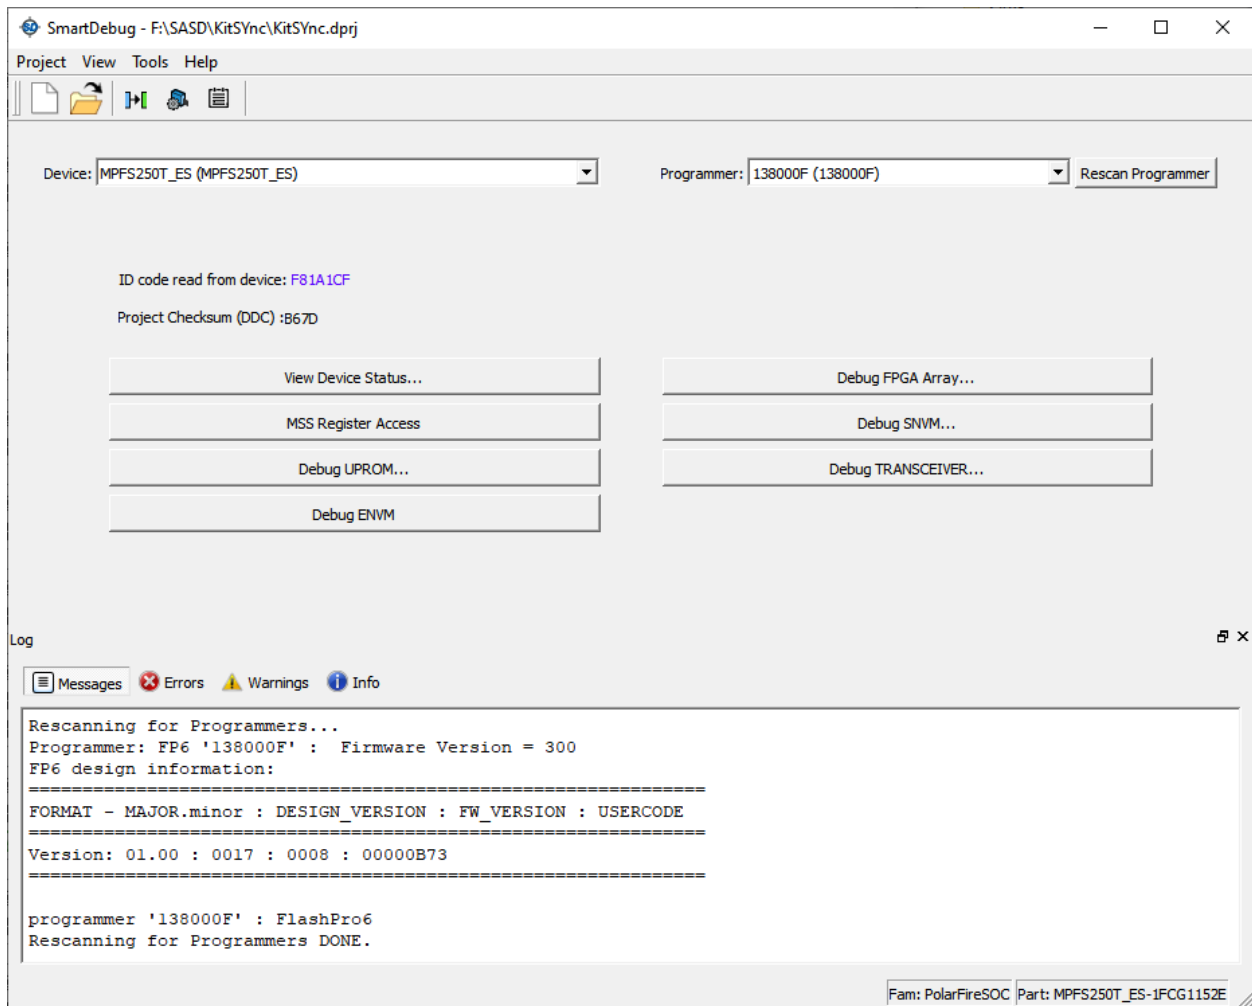 SmartDebug - F:\SASD\KitSYnc\KitSYnc.dprj
Project View Tools Help
Device: MPFS250T_ES (MPFS250T_ES) Programmer: 138000F (138000F) Rescan Programmer
ID code read from device: F81A1CF
Project Checksum (DDC) :B67D
View Device Status... Debug FPGA Array...
MSS Register Access Debug SNVM...
Debug UPROM... Debug TRANSCEIVER...
Debug ENVM
Log
Messages Errors Warnings Info
Rescanning for Programmers...
Programmer: FP6 '138000F' :  Firmware Version = 300
FP6 design information:
===============================================================
FORMAT - MAJOR.minor : DESIGN_VERSION : FW_VERSION : USERCODE
===============================================================
Version: 01.00 : 0017 : 0008 : 00000B73
===============================================================
programmer '138000F' : FlashPro6
Rescanning for Programmers DONE.
Fam: PolarFireSOC Part: MPFS250T_ES-1FCG1152E